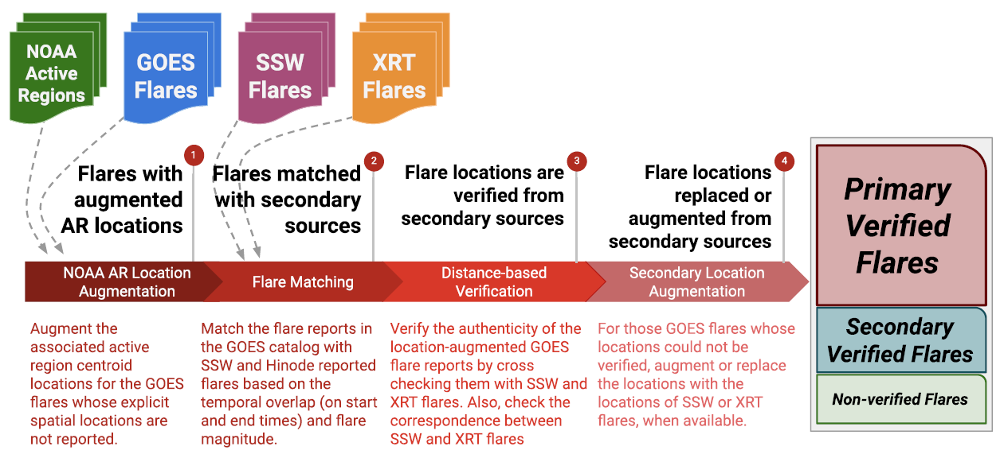 NOAA
Active
Regions
GOES
Flares
SSW
Flares
XRT
Flares
1
Flares with
augmented
AR locations
2
Flares matched
with secondary
sources
3
Flare locations are
verified from
secondary sources
4
Flare locations
replaced or
augmented from
secondary sources
NOAA AR Location
Augmentation
Flare Matching
Distance-based
Verification
Secondary Location
Augmentation
Augment the
associated active
region centroid
locations for the GOES
flares whose explicit
spatial locations are
not reported.
Match the flare reports in
the GOES catalog with
SSW and Hinode reported
flares based on the
temporal overlap (on start
and end times) and flare
magnitude.
Verify the authenticity of the
location-augmented GOES
flare reports by cross
checking them with SSW and
XRT flares. Also, check the
correspondence between
SSW and XRT flares
For those GOES flares whose
locations could not be
verified, augment or replace
the locations with the
locations of SSW or XRT
flares, when available.
Primary
Verified
Flares
Secondary
Verified Flares
Non-verified Flares